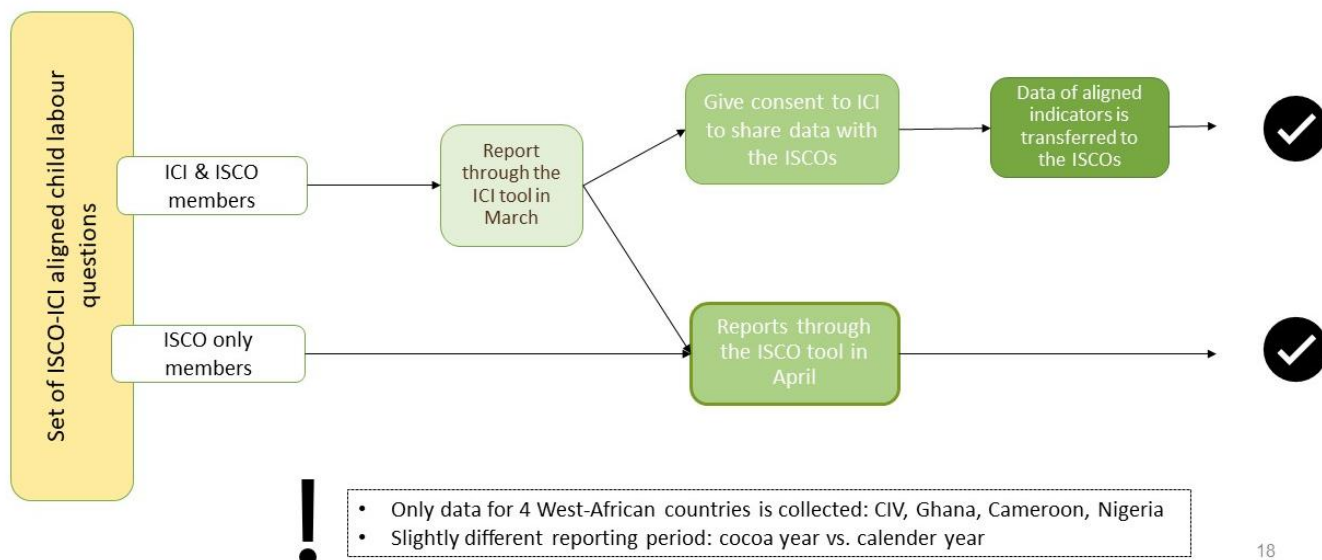 Set of ISCO-ICI aligned child labour
questions
ICI & ISCO
members
Report
through the
ICI tool in
March
Give consent to ICI
to share data with
the ISCOs
Data of aligned
indicators is
transferred to
the ISCOs
ISCO only
members
Reports through
the ISCO tool in
April
!
• Only data for 4 West-African countries is collected: CIV, Ghana, Cameroon, Nigeria
• Slightly different reporting period: cocoa year vs. calender year
18